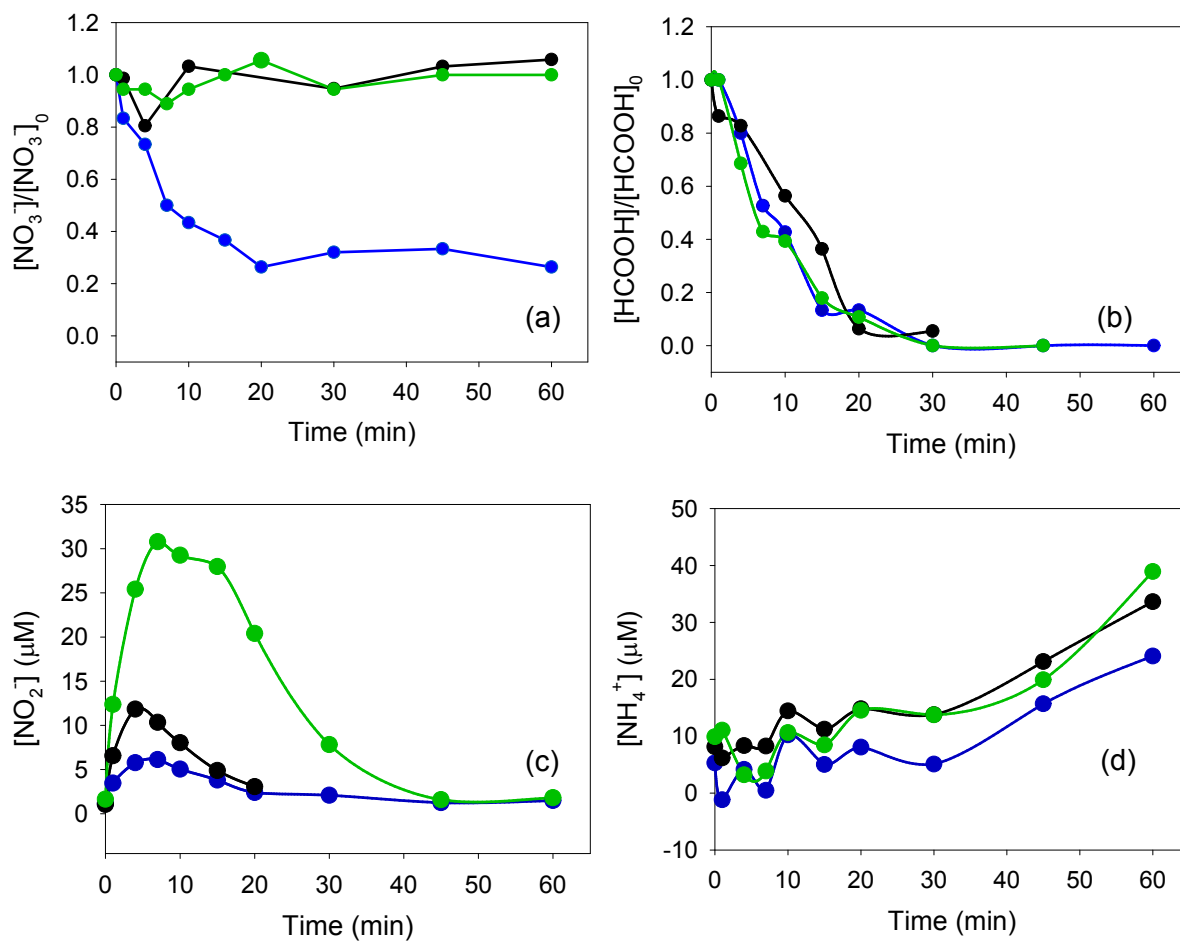 [NO3-]/[NO3-]0
1.2
1.0
0.8
0.6
0.4
0.2
0.0
(a)
0 10 20 30 40 50 60
Time (min)
[HCOOH]/[HCOOH]0
1.2
1.0
0.8
0.6
0.4
0.2
0.0
(b)
0 10 20 30 40 50 60
Time (min)
[NO2-] (μM)
35
30
25
20
15
10
5
0
(c)
0 10 20 30 40 50 60
Time (min)
[NH4+] (μM)
50
40
30
20
10
0
-10
(d)
0 10 20 30 40 50 60
Time (min)